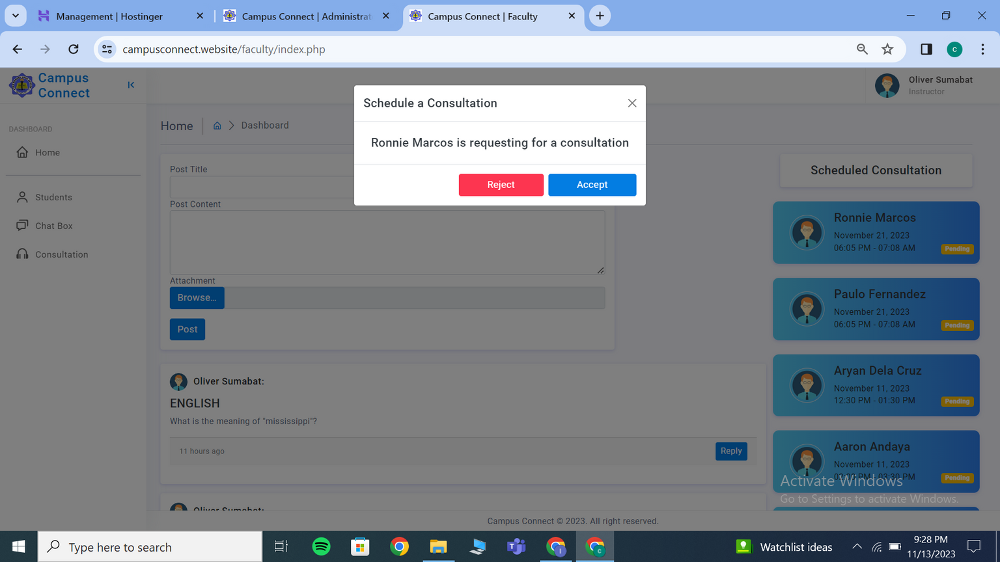 Management | Hostinger
Campus Connect | Administrat
Campus Connect | Faculty
campusconnect.website/faculty/index.php
C
Campus
Connect
Oliver Sumabat
Instructor
Schedule a Consultation
Ronnie Marcos is requesting for a consultation
Reject
Accept
DASHBOARD
Home
Students
Chat Box
Consultation
Home
Dashboard
Post Title
Post Content
Attachment
Browse...
Post
Oliver Sumabat:
ENGLISH
What is the meaning of "mississippi"?
11 hours ago
Reply
Oliver Sumabat:
Scheduled Consultation
Ronnie Marcos
November 21, 2023
06:05 PM - 07:08 AM
Pending
Paulo Fernandez
November 21, 2023
06:05 PM - 07:08 AM
Pending
Aryan Dela Cruz
November 11, 2023
12:30 PM - 01:30 PM
Pending
Aaron Andaya
November 11, 2023
03:30 PM
Pending
Activate Windows
Go to Settings to activate Windows.
Campus Connect © 2023. All right reserved.
Type here to search
Watchlist ideas
9:28 PM
11/13/2023